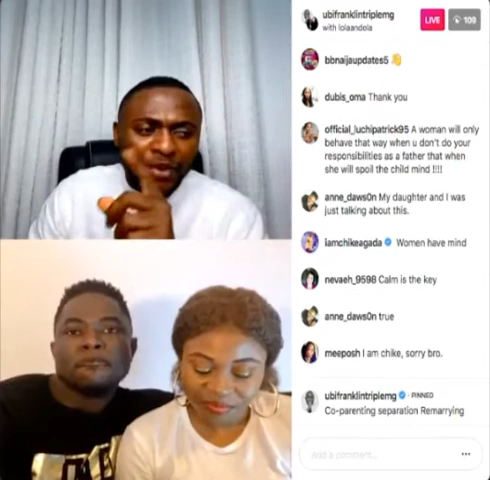 ubifranklintriplemg
with lolaandola
LIVE
109
bbnaijaupdates5 👋
dubis_oma Thank you
official_luchipatrick95 A woman will only
behave that way when u don't do your
responsibilities as a father that when
she will spoil the child mind !!!!
anne_daws0n My daughter and I was
just talking about this.
iamchikeagada Women have mind
nevaeh_9598 Calm is the key
anne_daws0n true
meeposh I am chike, sorry bro.
ubifranklintriplemg · PINNED
Co-parenting separation Remarrying
Add a comment...